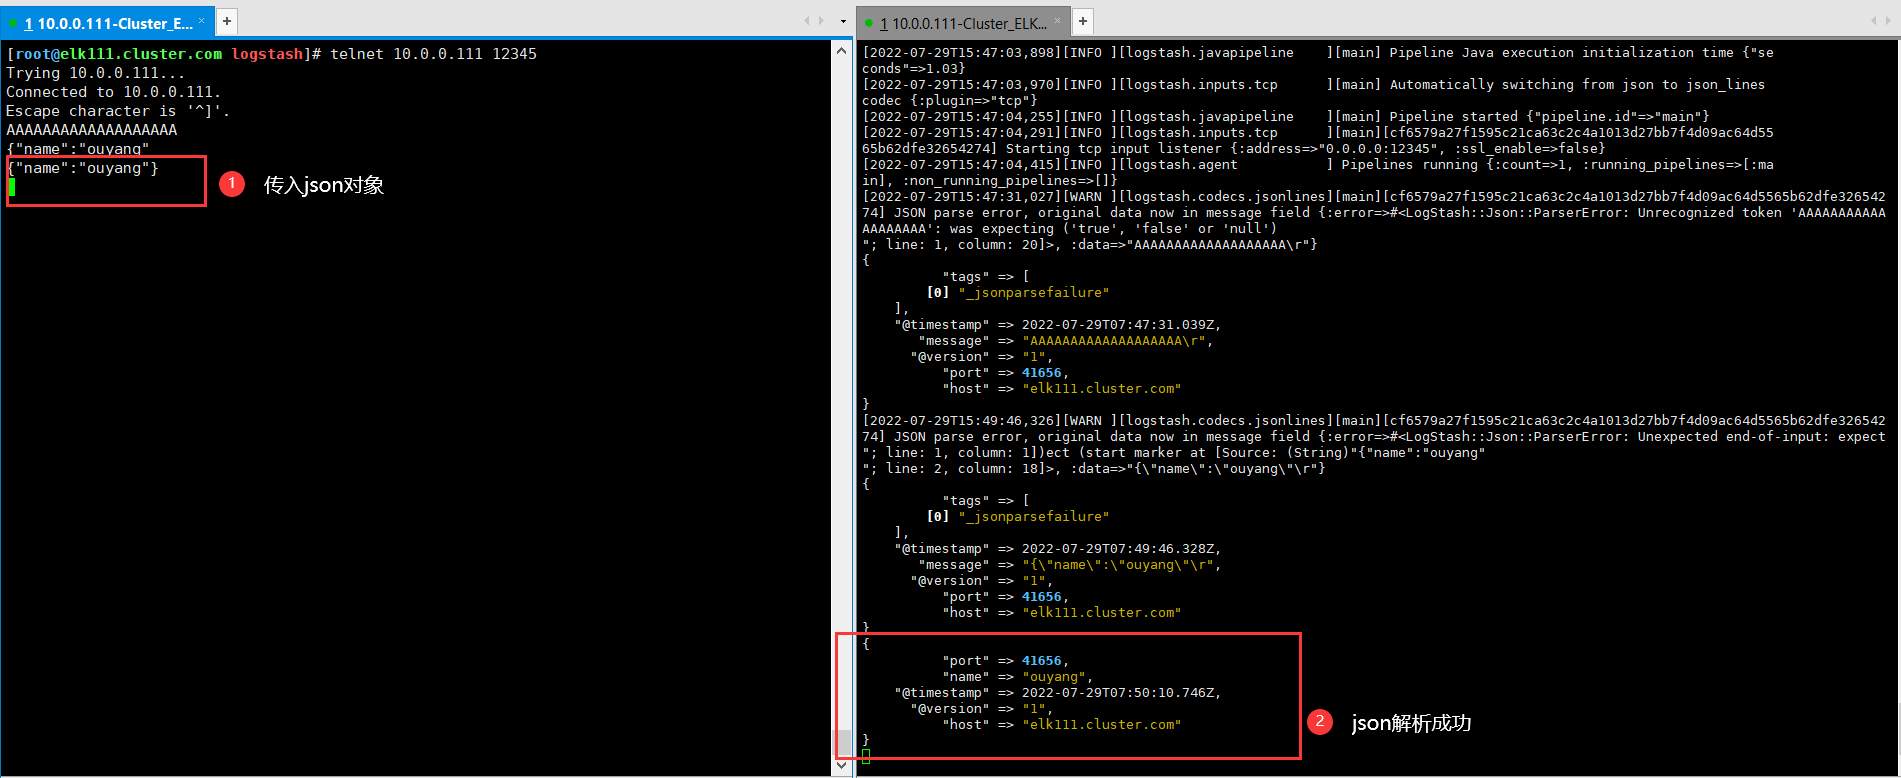 1 10.0.0.111-Cluster_E... × +
[root@elk111.cluster.com logstash]# telnet 10.0.0.111 12345
Trying 10.0.0.111...
Connected to 10.0.0.111.
Escape character is '^]'.
AAAAAAAAAAAAAAAAAAA
{"name":"ouyang"
{"name":"ouyang"}
1 传入json对象
1 10.0.0.111-Cluster_ELK... × +
[2022-07-29T15:47:03,898][INFO ][logstash.javapipeline    ][main] Pipeline Java execution initialization time {"se
conds"=>1.03}
[2022-07-29T15:47:03,970][INFO ][logstash.inputs.tcp      ][main] Automatically switching from json to json_lines
codec {:plugin=>"tcp"}
[2022-07-29T15:47:04,255][INFO ][logstash.javapipeline    ][main] Pipeline started {"pipeline.id"=>"main"}
[2022-07-29T15:47:04,291][INFO ][logstash.inputs.tcp      ][main][cf6579a27f1595c21ca63c2c4a1013d27bb7f4d09ac64d55
65b62dfe32654274] Starting tcp input listener {:address=>"0.0.0.0:12345", :ssl_enable=>false}
[2022-07-29T15:47:04,415][INFO ][logstash.agent           ] Pipelines running {:count=>1, :running_pipelines=>[:ma
in], :non_running_pipelines=>[]}
[2022-07-29T15:47:31,027][WARN ][logstash.codecs.jsonlines][main][cf6579a27f1595c21ca63c2c4a1013d27bb7f4d09ac64d5565b62dfe326542
74] JSON parse error, original data now in message field {:error=>#<LogStash::Json::ParserError: Unrecognized token 'AAAAAAAAAAA
AAAAAAAA': was expecting ('true', 'false' or 'null')
"; line: 1, column: 20]>, :data=>"AAAAAAAAAAAAAAAAAAA\r"}
{
"tags" => [
[0] "_jsonparsefailure"
],
"@timestamp" => 2022-07-29T07:47:31.039Z,
"message" => "AAAAAAAAAAAAAAAAAAA\r",
"@version" => "1",
"port" => 41656,
"host" => "elk111.cluster.com"
}
[2022-07-29T15:49:46,326][WARN ][logstash.codecs.jsonlines][main][cf6579a27f1595c21ca63c2c4a1013d27bb7f4d09ac64d5565b62dfe326542
74] JSON parse error, original data now in message field {:error=>#<LogStash::Json::ParserError: Unexpected end-of-input: expect
"; line: 1, column: 1])ect (start marker at [Source: (String)"{"name":"ouyang"
"; line: 2, column: 18]>, :data=>"{\"name\":\"ouyang\"\r"}
{
"tags" => [
[0] "_jsonparsefailure"
],
"@timestamp" => 2022-07-29T07:49:46.328Z,
"message" => "{\"name\":\"ouyang\"\r",
"@version" => "1",
"port" => 41656,
"host" => "elk111.cluster.com"
}
{
"port" => 41656,
"name" => "ouyang",
"@timestamp" => 2022-07-29T07:50:10.746Z,
"@version" => "1",
"host" => "elk111.cluster.com"
}
2 json解析成功